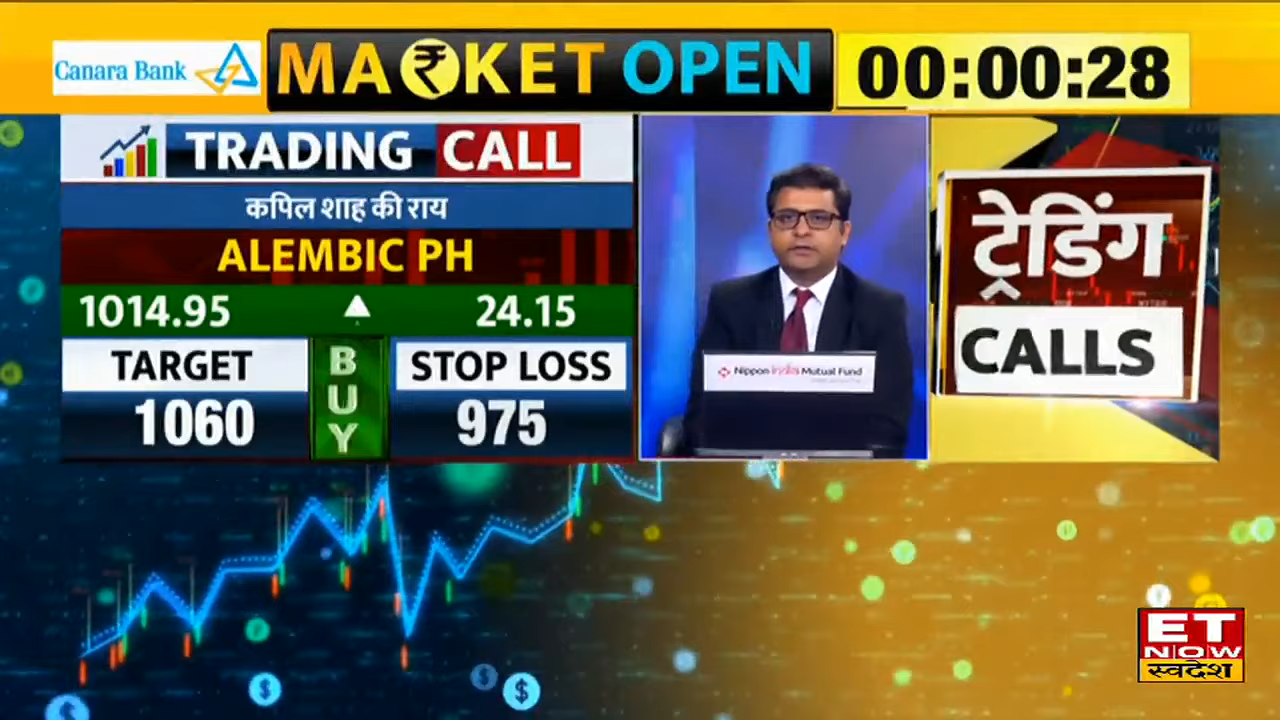 Canara Bank
MA₹KET OPEN
00:00:28
TRADING CALL
कपिल शाह की राय
ALEMBIC PH
1014.95
24.15
TARGET
BUY
STOP LOSS
1060
975
Nippon india Mutual Fund
ट्रेडिंग
CALLS
ET
NOW
स्वदेश